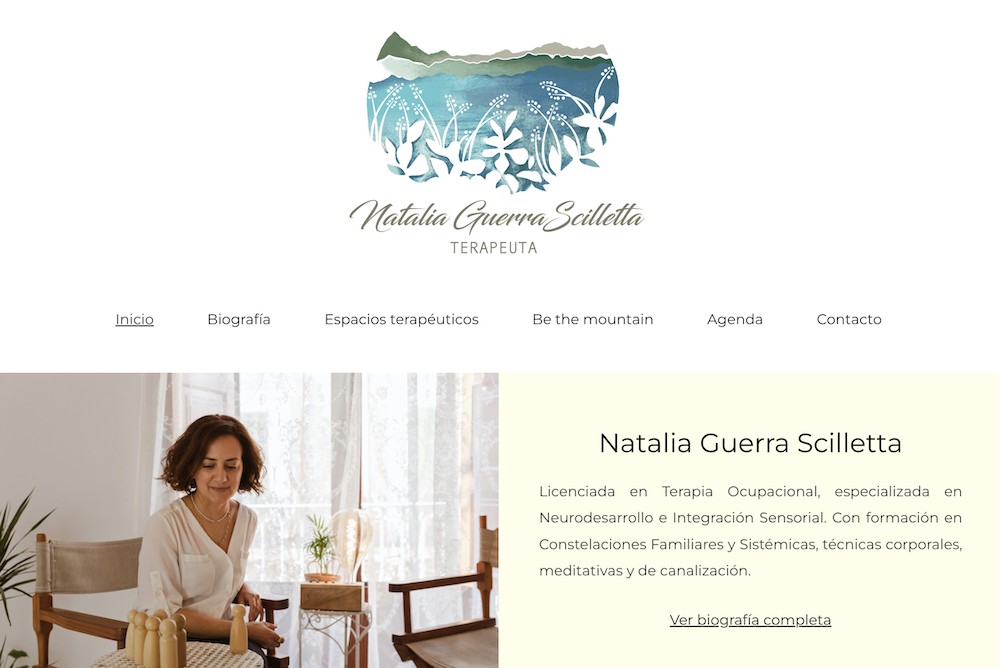 Natalia Guerra Scilletta
TERAPEUTA
Inicio Biografía Espacios terapéuticos Be the mountain Agenda Contacto
Natalia Guerra Scilletta
Licenciada en Terapia Ocupacional, especializada en
Neurodesarrollo e Integración Sensorial. Con formación en
Constelaciones Familiares y Sistémicas, técnicas corporales,
meditativas y de canalización.
Ver biografía completa